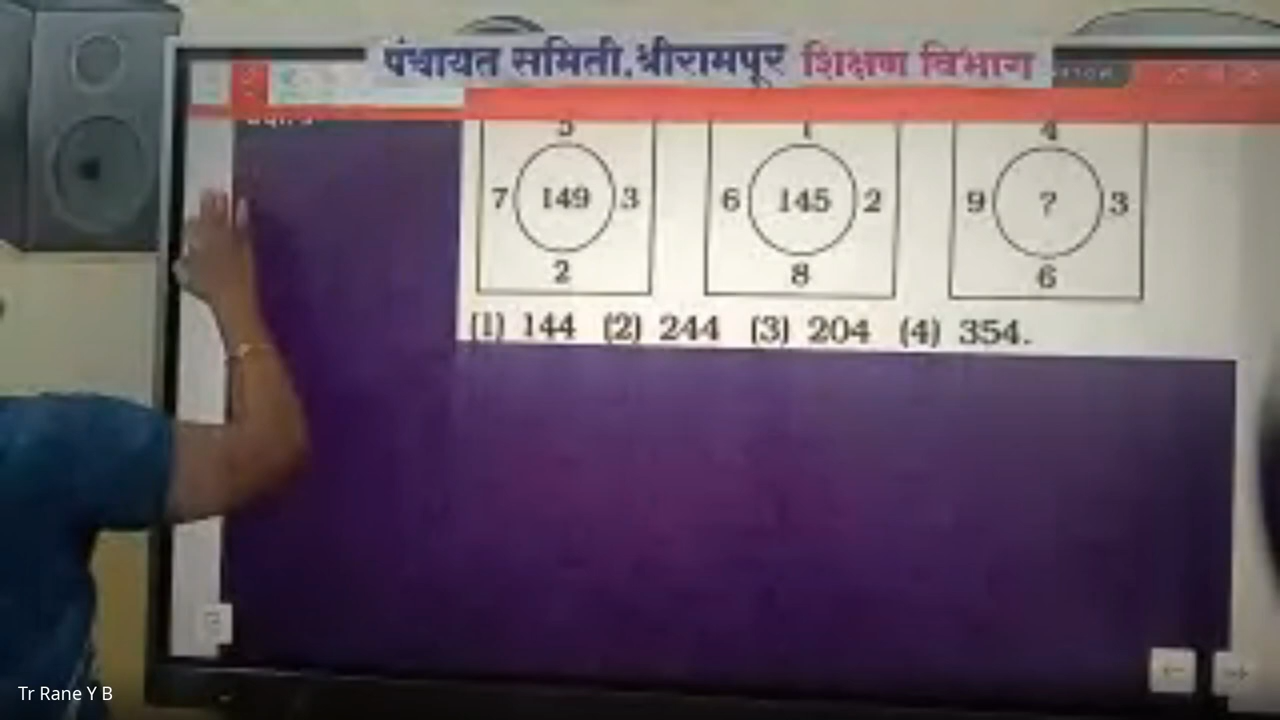 पंचायत समिती.श्रीरामपूर शिक्षण विभाग
5 1 4
7 149 3 6 145 2 9 ? 3
2 8 6
(1) 144 (2) 244 (3) 204 (4) 354.
Tr Rane Y B